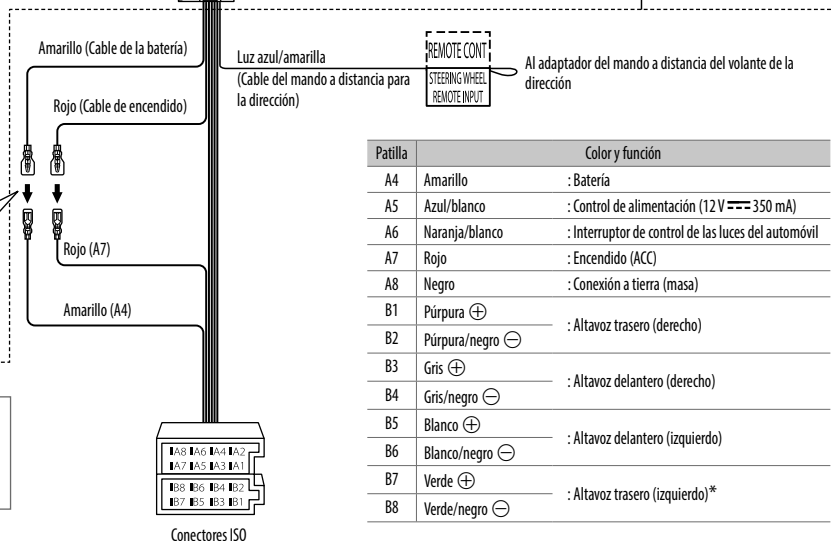 Amarillo (Cable de la batería)
Rojo (Cable de encendido)
Luz azul/amarilla
(Cable del mando a distancia para
la dirección)
REMOTE CONT
STEERING WHEEL
REMOTE INPUT
Al adaptador del mando a distancia del volante de la
dirección
Rojo (A7)
Amarillo (A4)
A8 A6 A4 A2
A7 A5 A3 A1
B8 B6 B4 B2
B7 B5 B3 B1
Conectores ISO
Patilla Color y función
A4 Amarillo : Batería
A5 Azul/blanco : Control de alimentación (12 V ⎓ 350 mA)
A6 Naranja/blanco : Interruptor de control de las luces del automóvil
A7 Rojo : Encendido (ACC)
A8 Negro : Conexión a tierra (masa)
B1 Púrpura ⊕
: Altavoz trasero (derecho)
B2 Púrpura/negro ⊖
B3 Gris ⊕
: Altavoz delantero (derecho)
B4 Gris/negro ⊖
B5 Blanco ⊕
: Altavoz delantero (izquierdo)
B6 Blanco/negro ⊖
B7 Verde ⊕
: Altavoz trasero (izquierdo)*
B8 Verde/negro ⊖